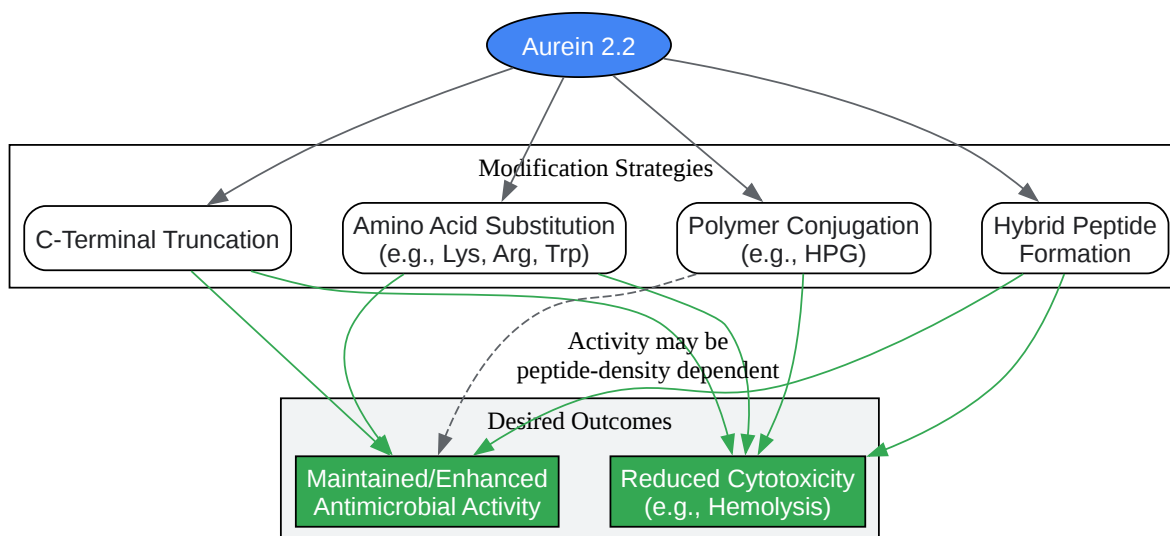 Aurein 2.2
Modification Strategies
C-Terminal Truncation
Amino Acid Substitution
(e.g., Lys, Arg, Trp)
Polymer Conjugation
(e.g., HPG)
Hybrid Peptide
Formation
Activity may be
peptide-density dependent
Desired Outcomes
Maintained/Enhanced
Antimicrobial Activity
Reduced Cytotoxicity
(e.g., Hemolysis)